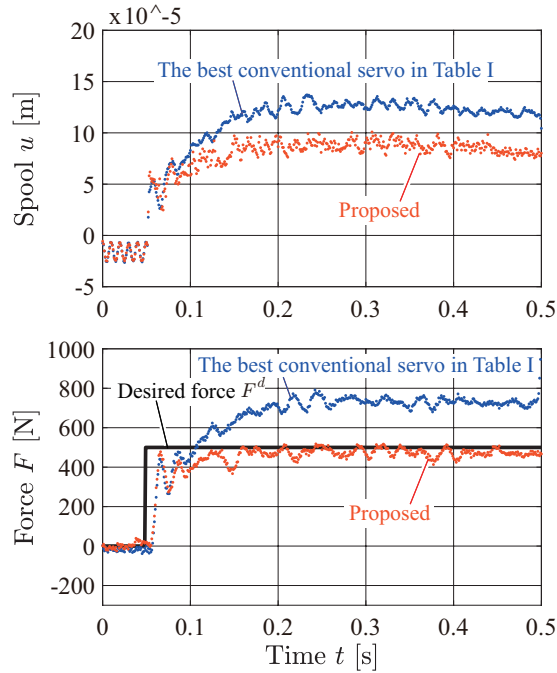 x10^-5
20
15
10
5
0
-5
Spool u [m]
The best conventional servo in Table I
Proposed
0
0.1
0.2
0.3
0.4
0.5
1000
800
600
400
200
0
-200
Force F [N]
The best conventional servo in Table I
Desired force F^d
Proposed
0
0.1
0.2
0.3
0.4
0.5
Time t [s]